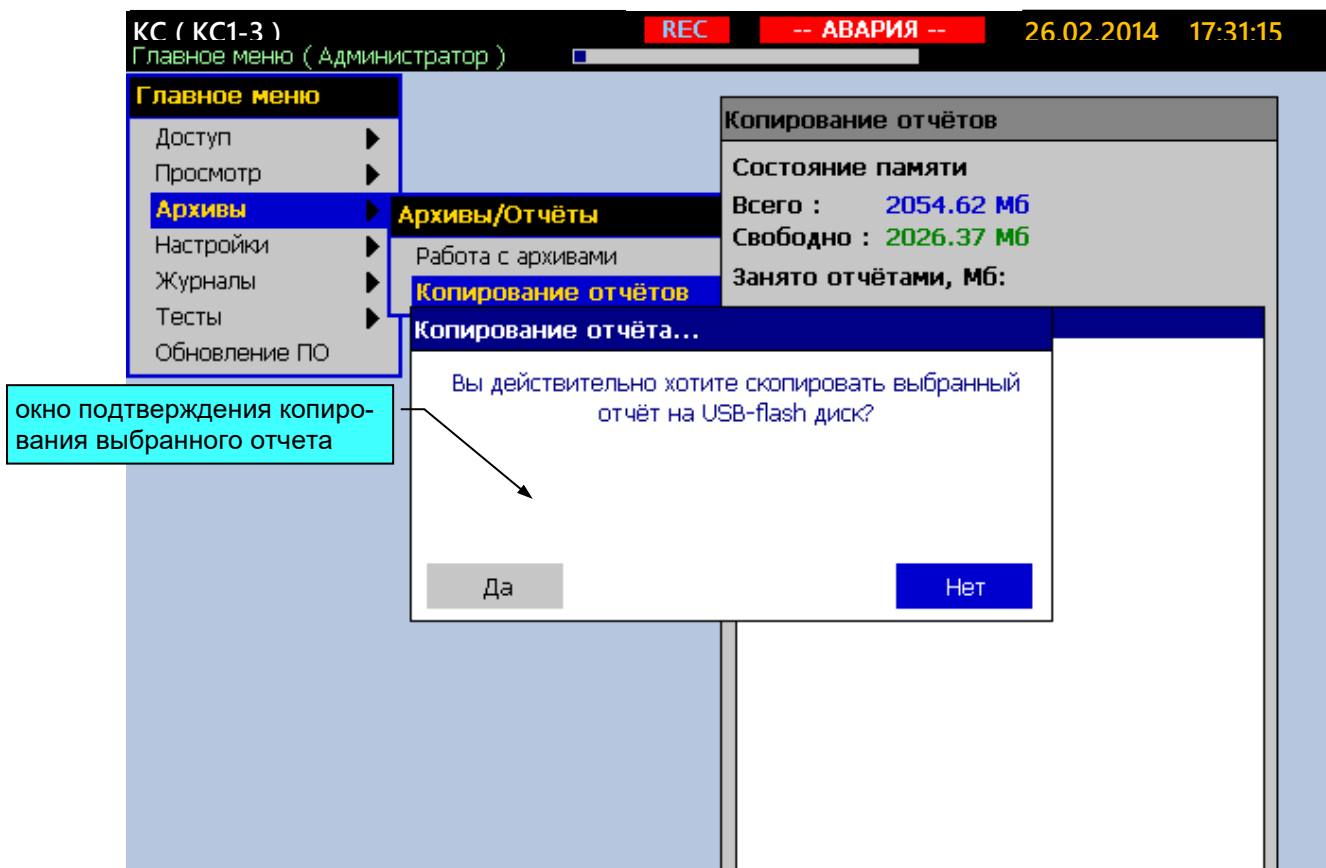 КС ( КС1-3 ) REC -- АВАРИЯ -- 26.02.2014 17:31:15
Главное меню ( Администратор )
Главное меню
Доступ
Просмотр
Архивы
Настройки
Журналы
Тесты
Обновление ПО
Архивы/Отчёты
Работа с архивами
Копирование отчётов
Копирование отчётов
Состояние памяти
Всего : 2054.62 Мб
Свободно : 2026.37 Мб
Занято отчётами, Мб:
Копирование отчёта...
Вы действительно хотите скопировать выбранный
отчёт на USB-flash диск?
Да Нет
окно подтверждения копиро-
вания выбранного отчета